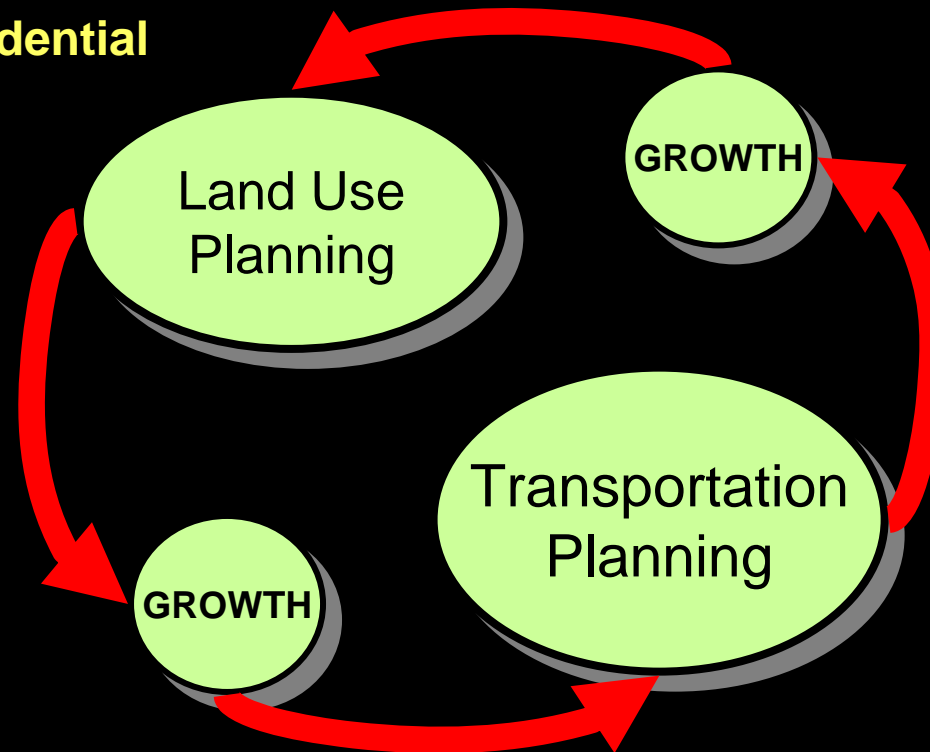 dential
GROWTH
Land Use
Planning
Transportation
Planning
GROWTH